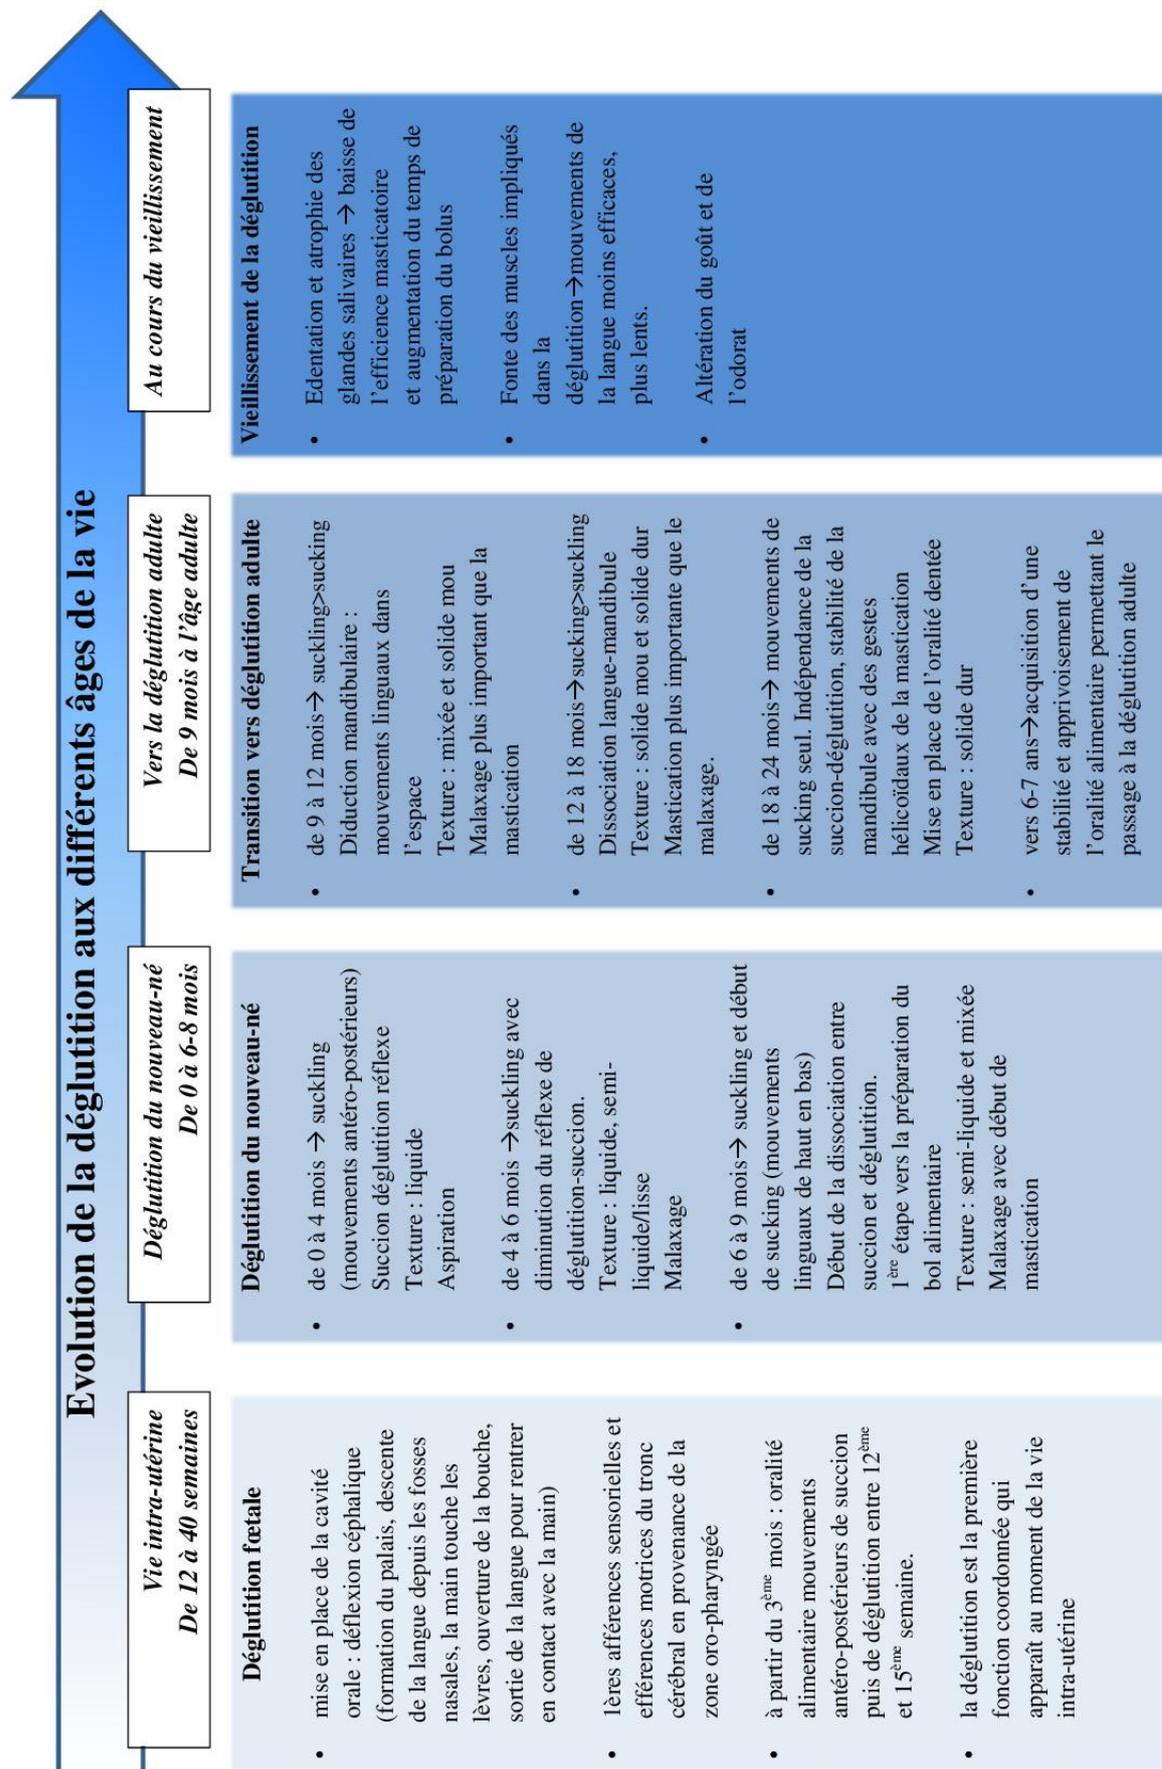 Evolution de la déglutition aux différents âges de la vie
Vie intra-utérine
De 12 à 40 semaines
Déglutition fœtale
• mise en place de la cavité
orale : déflexion céphalique
(formation du palais, descente
de la langue depuis les fosses
nasales, la main touche les
lèvres, ouverture de la bouche,
sortie de la langue pour rentrer
en contact avec la main)
• 1ères afférences sensorielles et
efférences motrices du tronc
cérébral en provenance de la
zone oro-pharyngée
• à partir du 3ème mois : oralité
alimentaire mouvements
antéro-postérieurs de succion
puis de déglutition entre 12ème
et 15ème semaine.
• la déglutition est la première
fonction coordonnée qui
apparaît au moment de la vie
intra-utérine
Déglutition du nouveau-né
De 0 à 6-8 mois
Déglutition du nouveau-né
• de 0 à 4 mois → suckling
(mouvements antéro-postérieurs)
Succion déglutition réflexe
Texture : liquide
Aspiration
• de 4 à 6 mois →suckling avec
diminution du réflexe de
déglutition-succion.
Texture : liquide, semi-
liquide/lisse
Malaxage
• de 6 à 9 mois→ suckling et début
de sucking (mouvements
linguaux de haut en bas)
Début de la dissociation entre
succion et déglutition.
1ère étape vers la préparation du
bol alimentaire
Texture : semi-liquide et mixée
Malaxage avec début de
mastication
Vers la déglutition adulte
De 9 mois à l'âge adulte
Transition vers déglutition adulte
• de 9 à 12 mois→ suckling>sucking
Diduction mandibulaire :
mouvements linguaux dans
l'espace
Texture : mixée et solide mou
Malaxage plus important que la
mastication
• de 12 à 18 mois→sucking>suckling
Dissociation langue-mandibule
Texture : solide mou et solide dur
Mastication plus importante que le
malaxage.
• de 18 à 24 mois→ mouvements de
sucking seul. Indépendance de la
succion-déglutition, stabilité de la
mandibule avec des gestes
hélicoïdaux de la mastication
Mise en place de l'oralité dentée
Texture : solide dur
• vers 6-7 ans→acquisition d'une
stabilité et apprivoisement de
l'oralité alimentaire permettant le
passage à la déglutition adulte
Au cours du vieillissement
Vieillissement de la déglutition
• Edentation et atrophie des
glandes salivaires → baisse de
l'efficience masticatoire
et augmentation du temps de
préparation du bolus
• Fonte des muscles impliqués
dans la
déglutition→mouvements de
la langue moins efficaces,
plus lents.
• Altération du goût et de
l'odorat